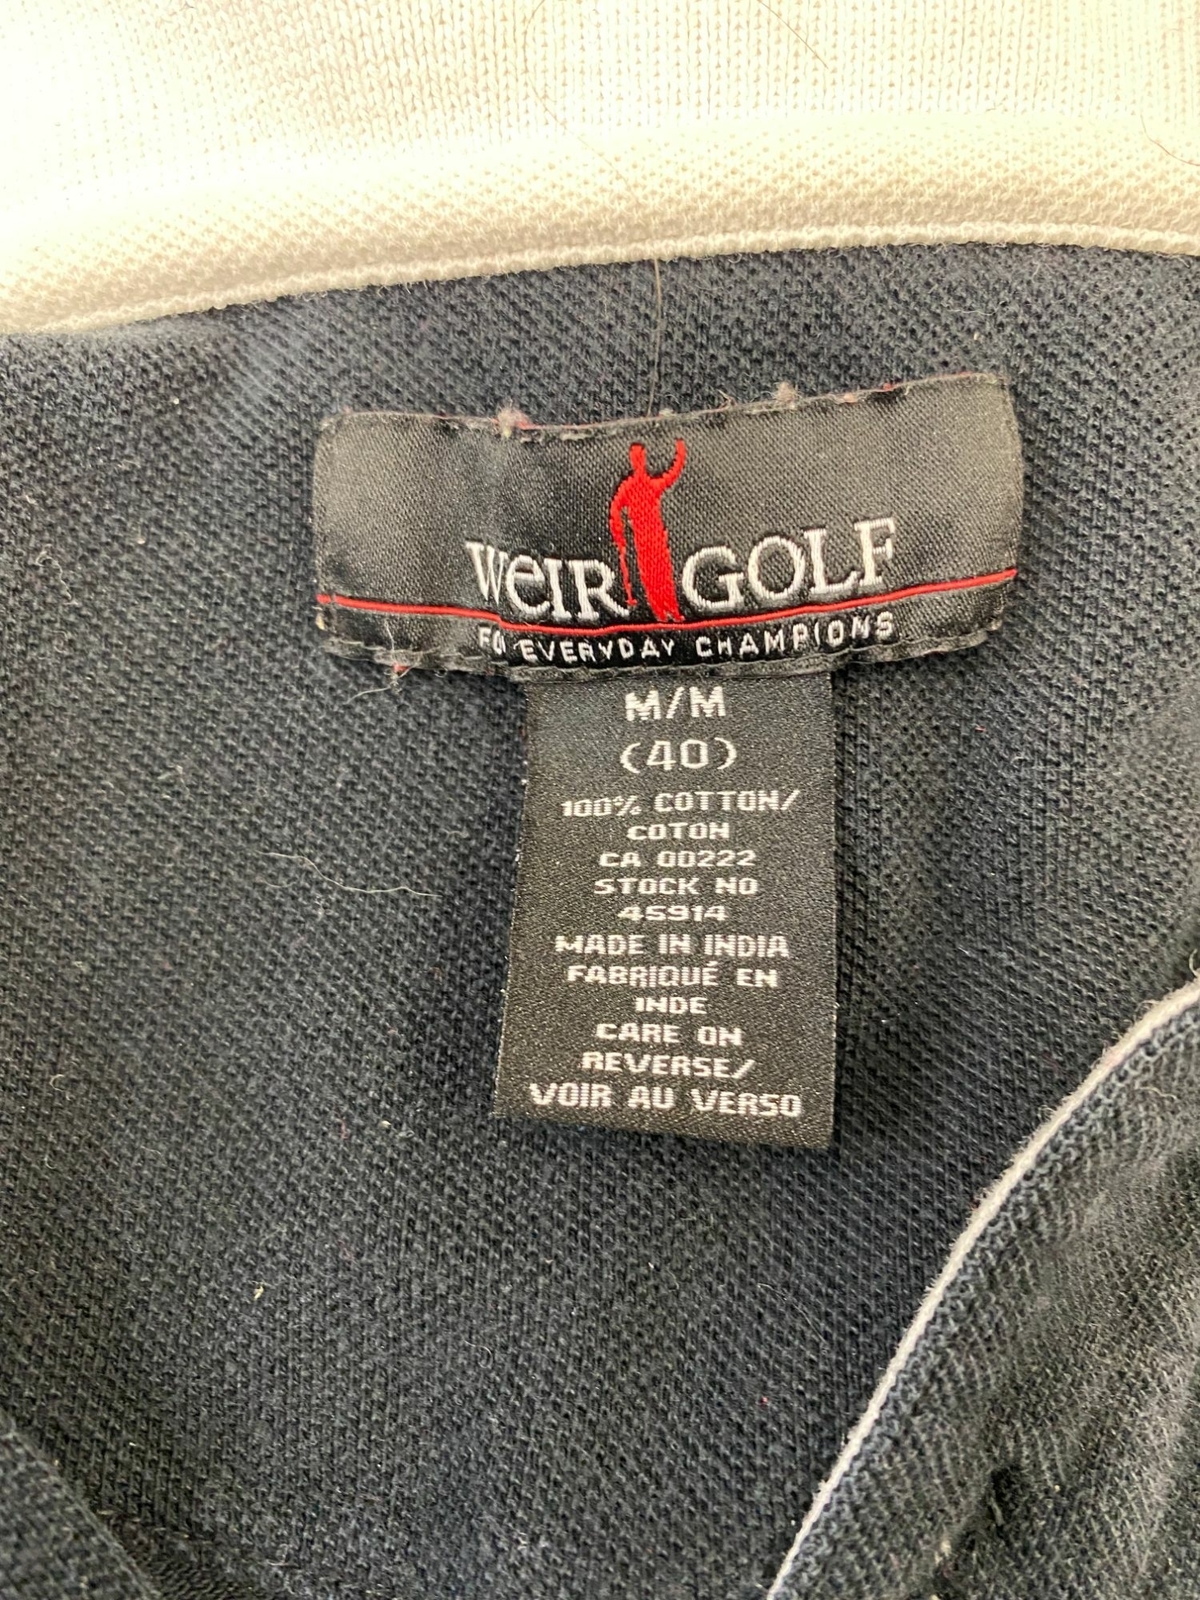 WeIR GOLF
FOR EVERYDAY CHAMPIONS
M/M
(40)
100% COTTON/
COTON
CA 00222
STOCK NO
45914
MADE IN INDIA
FABRIQUÉ EN
INDE
CARE ON
REVERSE/
VOIR AU VERSO